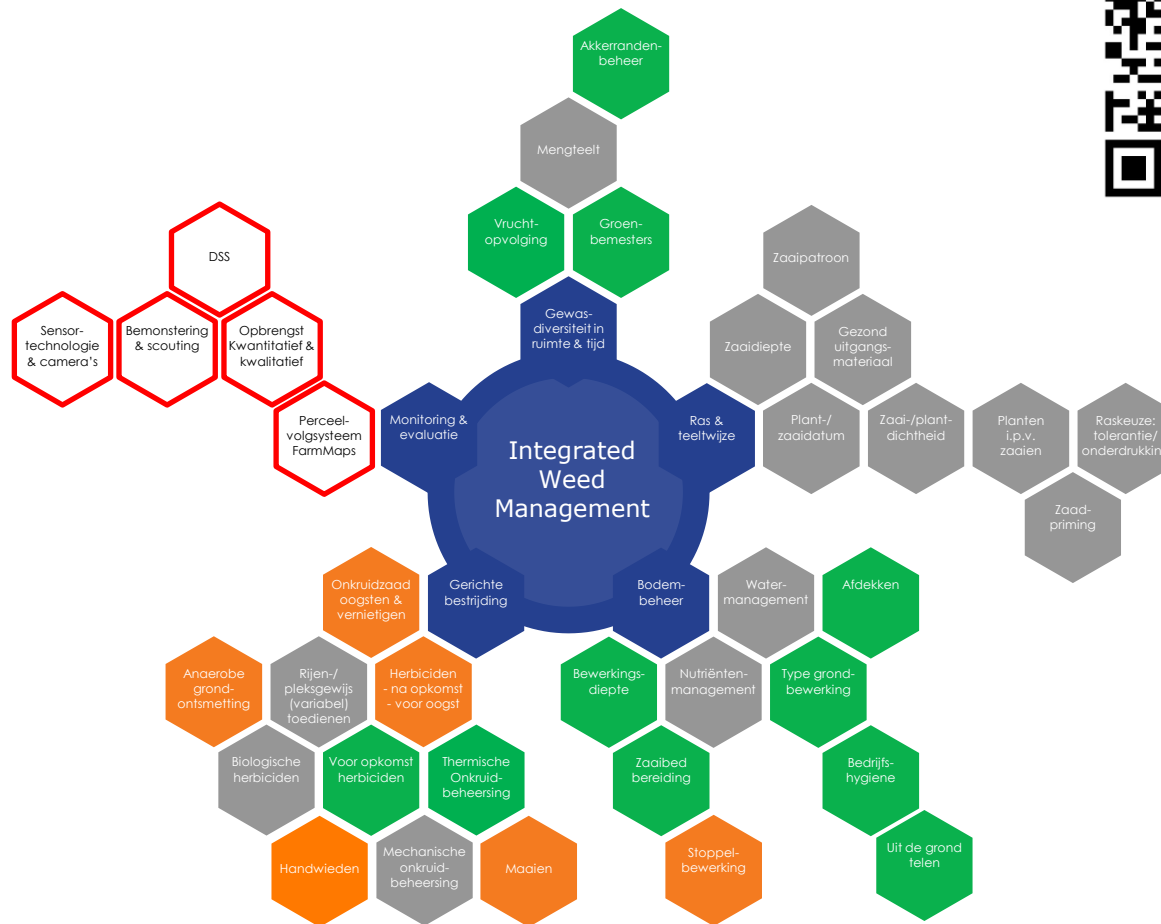 Akkerranden-
beheer
Mengteelt
Vrucht-
opvolging
Groen-
bemesters
Gewas-
diversiteit in
ruimte & tijd
DSS
Sensor-
technologie
& camera's
Bemonstering
& scouting
Opbrengst
Kwantitatief &
kwalitatief
Perceel-
volgsysteem
FarmMaps
Monitoring &
evaluatie
Integrated
Weed
Management
Ras &
teeltwijze
Zaaipatroon
Zaaidiepte
Gezond
uitgangs-
materiaal
Plant-/
zaaidatum
Zaai-/plant-
dichtheid
Planten
i.p.v.
zaaien
Raskeuze:
tolerantie/
onderdrukkin
Zaad-
priming
Onkruidzaad
oogsten &
vernietigen
Gerichte
bestrijding
Anaerobe
grond-
ontsmetting
Rijen-/
pleksgewijs
(variabel)
toedienen
Herbiciden
- na opkomst
- voor oogst
Biologische
herbiciden
Voor opkomst
herbiciden
Thermische
Onkruid-
beheersing
Handwieden
Mechanische
onkruid-
beheersing
Maaien
Bodem-
beheer
Water-
management
Afdekken
Bewerkings-
diepte
Nutriënten-
management
Type grond-
bewerking
Zaaibed
bereiding
Bedrijfs-
hygiene
Stoppel-
bewerking
Uit de grond
telen